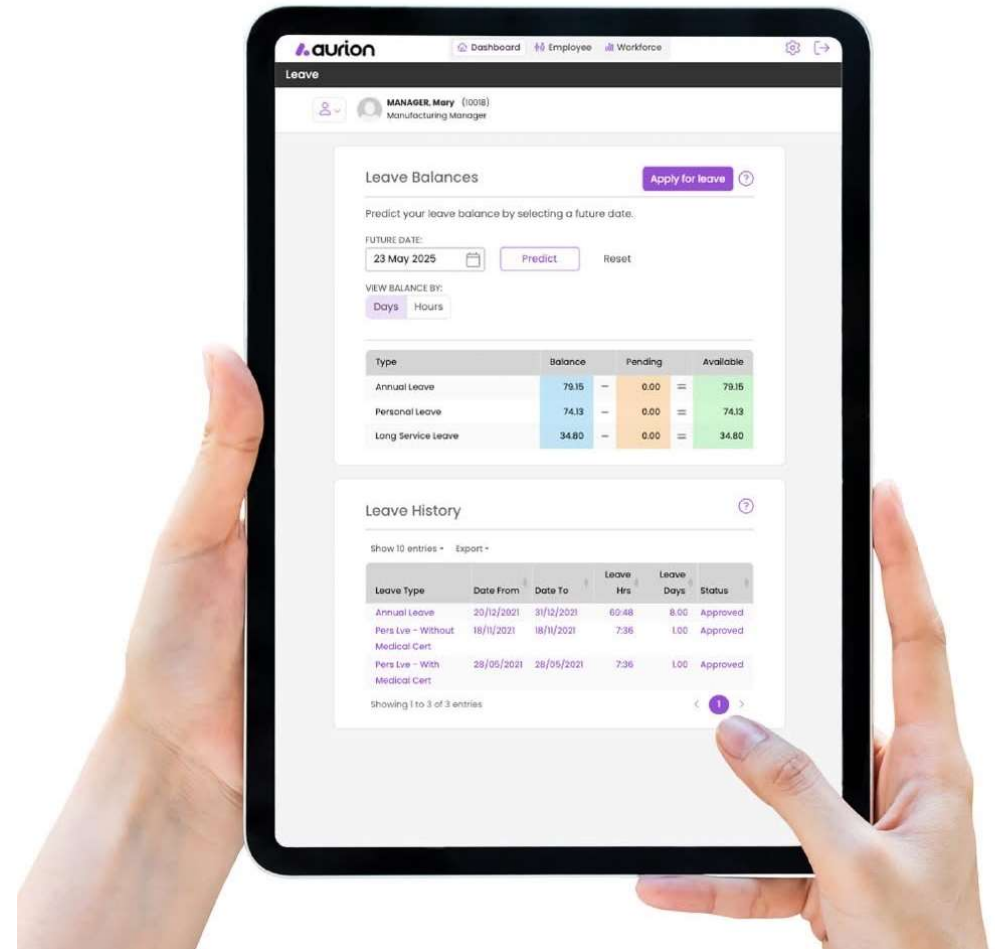 aurion
Dashboard Employee Workforce
Leave
MANAGER, Mary (10018)
Manufacturing Manager
Leave Balances Apply for leave ?
Predict your leave balance by selecting a future date.
FUTURE DATE:
23 May 2025 Predict Reset
VIEW BALANCE BY:
Days Hours
Type Balance Pending Available
Annual Leave 79.15 – 0.00 = 79.15
Personal Leave 74.13 – 0.00 = 74.13
Long Service Leave 34.80 – 0.00 = 34.80
Leave History ?
Show 10 entries Export
Leave Leave
Leave Type Date From Date To Hrs Days Status
Annual Leave 20/12/2021 31/12/2021 60:48 8.00 Approved
Pers Lve - Without 18/11/2021 18/11/2021 7:36 1.00 Approved
Medical Cert
Pers Lve - With 28/05/2021 28/05/2021 7:36 1.00 Approved
Medical Cert
Showing 1 to 3 of 3 entries < 1 >